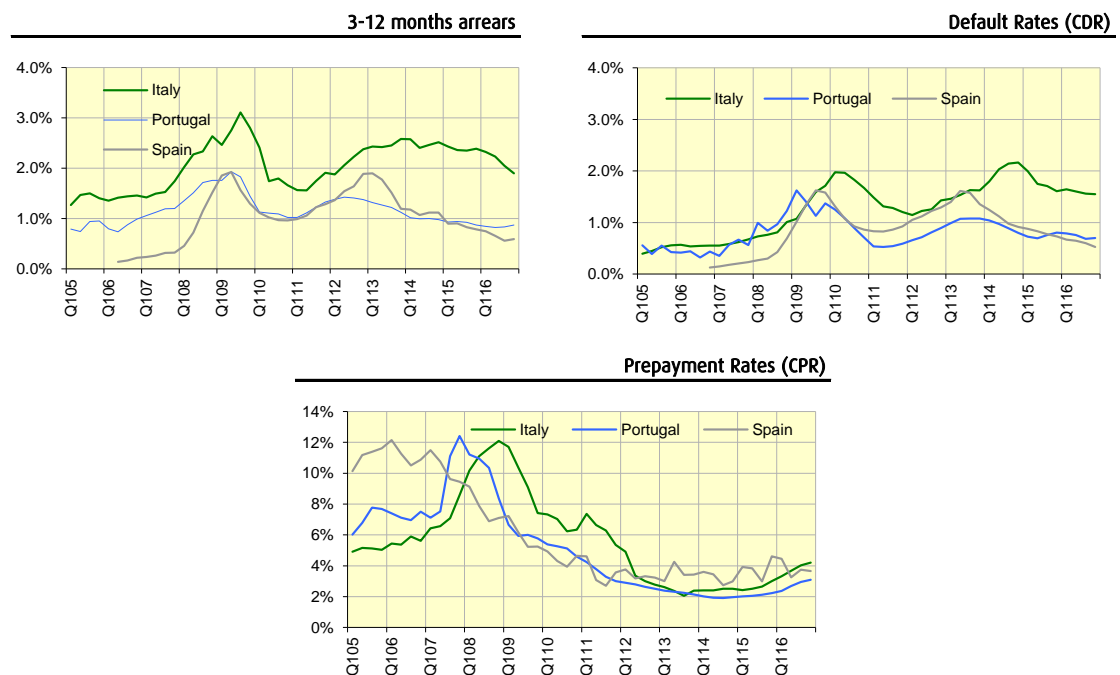 3-12 months arrears
4.0%
3.0%
2.0%
1.0%
0.0%
Italy
Portugal
Spain
Q105
Q106
Q107
Q108
Q109
Q110
Q111
Q112
Q113
Q114
Q115
Q116
Default Rates (CDR)
4.0%
3.0%
2.0%
1.0%
0.0%
Italy Portugal Spain
Q105
Q106
Q107
Q108
Q109
Q110
Q111
Q112
Q113
Q114
Q115
Q116
Prepayment Rates (CPR)
14%
12%
10%
8%
6%
4%
2%
0%
Italy Portugal Spain
Q105
Q106
Q107
Q108
Q109
Q110
Q111
Q112
Q113
Q114
Q115
Q116